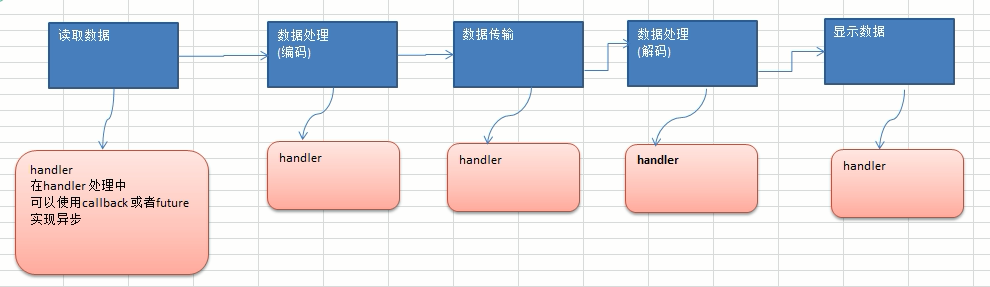 读取数据
数据处理
(编码)
数据传输
数据处理
(解码)
显示数据
handler
在handler 处理中
可以使用callback 或者future
实现异步
handler
handler
handler
handler